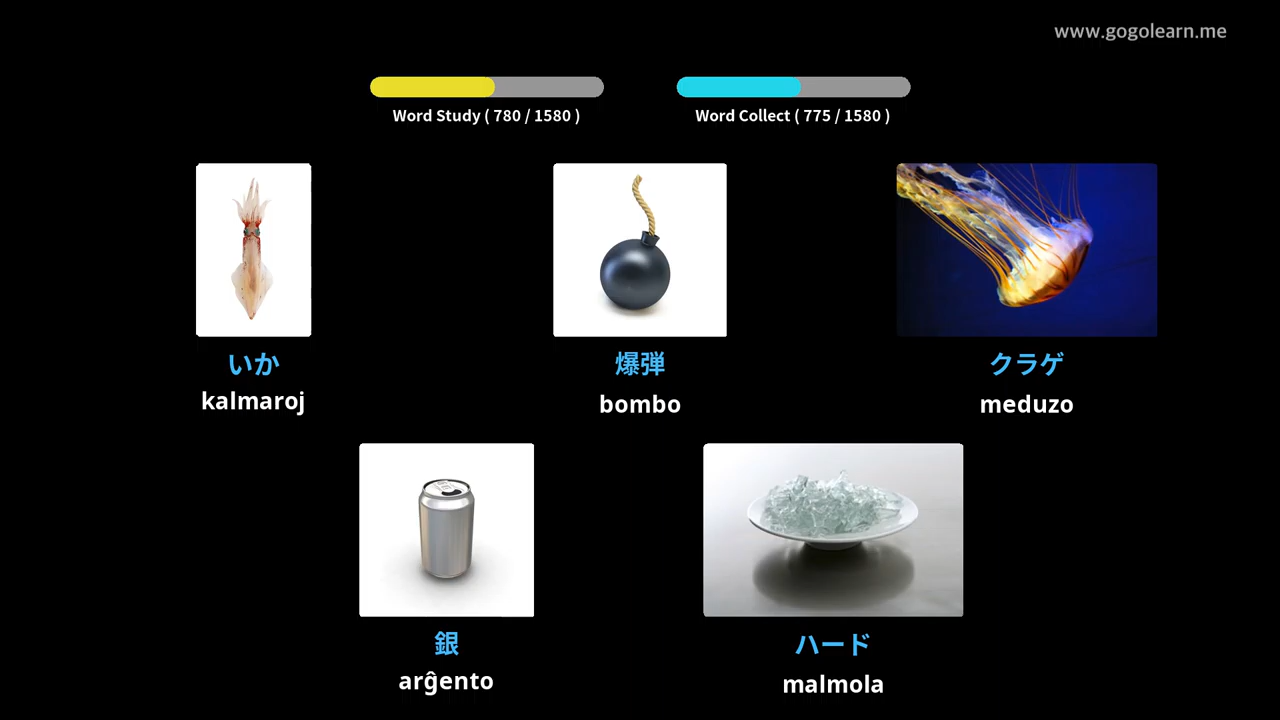 www.gogolearn.me
Word Study ( 780 / 1580 )
Word Collect ( 775 / 1580 )
いか
kalmaroj
爆弾
bombo
クラゲ
meduzo
銀
arĝento
ハード
malmola